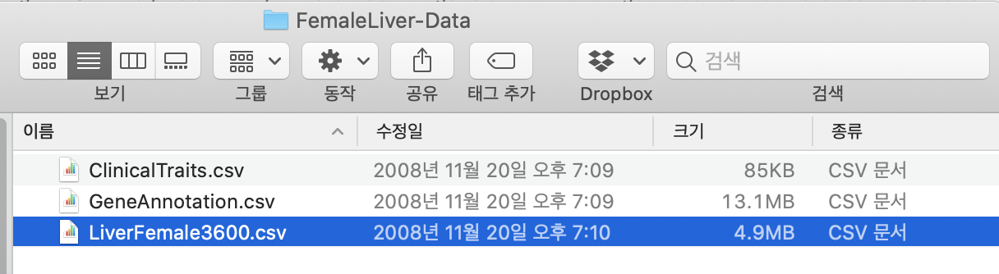 FemaleLiver-Data
보기 그룹 동작 공유 태그 추가 Dropbox 검색 검색
이름 수정일 크기 종류
ClinicalTraits.csv 2008년 11월 20일 오후 7:09 85KB CSV 문서
GeneAnnotation.csv 2008년 11월 20일 오후 7:09 13.1MB CSV 문서
LiverFemale3600.csv 2008년 11월 20일 오후 7:10 4.9MB CSV 문서